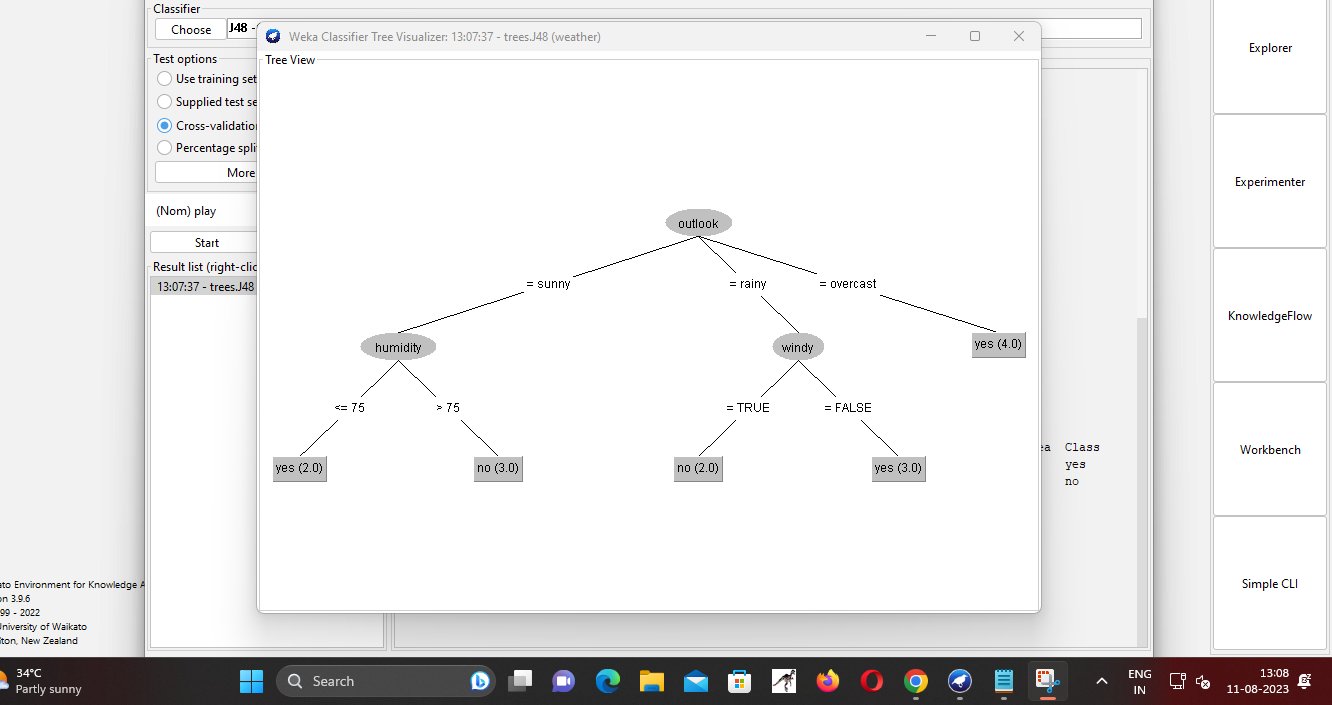 Classifier
Choose
J48 -
Weka Classifier Tree Visualizer: 13:07:37 - trees.J48 (weather)
Tree View
Test options
Use training set
Supplied test se
Cross-validation
Percentage spli
More
(Nom) play
Start
Result list (right-clic
13:07:37 - trees.J48
outlook
= sunny
= rainy
= overcast
humidity
windy
yes (4.0)
<= 75
> 75
= TRUE
= FALSE
yes (2.0)
no (3.0)
no (2.0)
yes (3.0)
ea Class
yes
no
Explorer
Experimenter
KnowledgeFlow
Workbench
Simple CLI
ato Environment for Knowledge A
on 3.9.6
99 - 2022
University of Waikato
lton, New Zealand
34°C
Partly sunny
Search
ENG
IN
13:08
11-08-2023